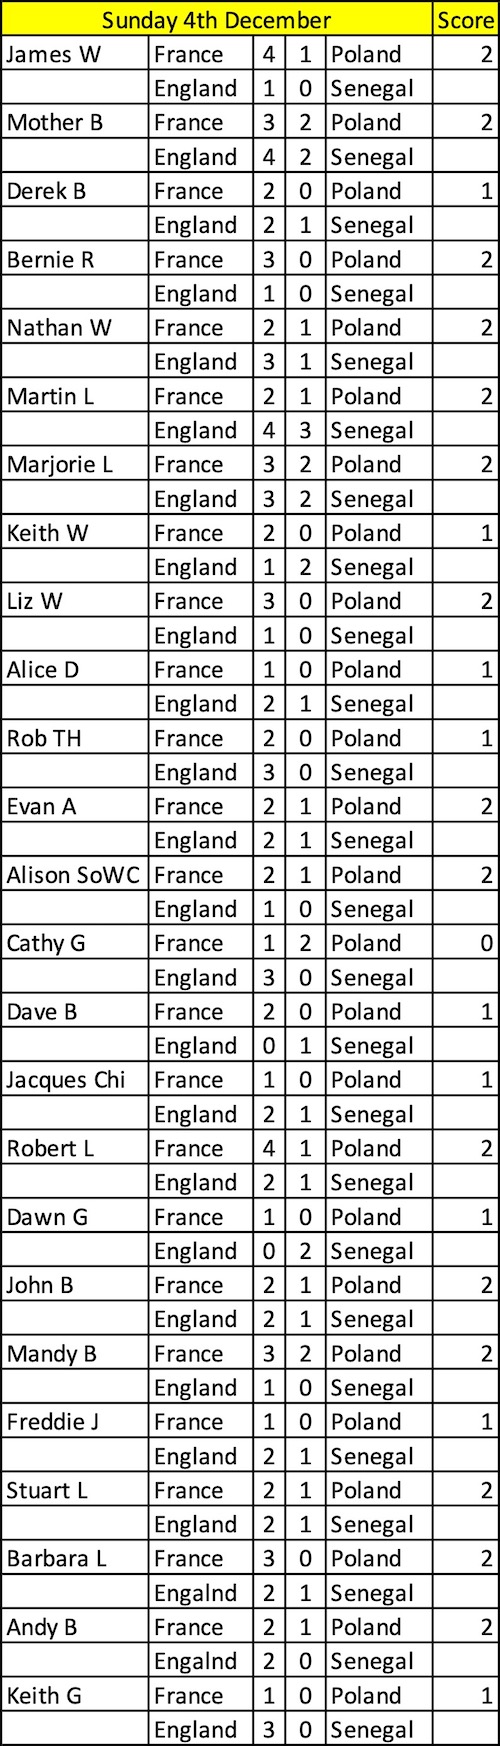 Sunday 4th December Score
James W France 4 1 Poland 2
England 1 0 Senegal
Mother B France 3 2 Poland 2
England 4 2 Senegal
Derek B France 2 0 Poland 1
England 2 1 Senegal
Bernie R France 3 0 Poland 2
England 1 0 Senegal
Nathan W France 2 1 Poland 2
England 3 1 Senegal
Martin L France 2 1 Poland 2
England 4 3 Senegal
Marjorie L France 3 2 Poland 2
England 3 2 Senegal
Keith W France 2 0 Poland 1
England 1 2 Senegal
Liz W France 3 0 Poland 2
England 1 0 Senegal
Alice D France 1 0 Poland 1
England 2 1 Senegal
Rob TH France 2 0 Poland 1
England 3 0 Senegal
Evan A France 2 1 Poland 2
England 2 1 Senegal
Alison SoWC France 2 1 Poland 2
England 1 0 Senegal
Cathy G France 1 2 Poland 0
England 3 0 Senegal
Dave B France 2 0 Poland 1
England 0 1 Senegal
Jacques Chi France 1 0 Poland 1
England 2 1 Senegal
Robert L France 4 1 Poland 2
England 2 1 Senegal
Dawn G France 1 0 Poland 1
England 0 2 Senegal
John B France 2 1 Poland 2
England 2 1 Senegal
Mandy B France 3 2 Poland 2
England 1 0 Senegal
Freddie J France 1 0 Poland 1
England 2 1 Senegal
Stuart L France 2 1 Poland 2
England 2 1 Senegal
Barbara L France 3 0 Poland 2
Engalnd 2 1 Senegal
Andy B France 2 1 Poland 2
Engalnd 2 0 Senegal
Keith G France 1 0 Poland 1
England 3 0 Senegal